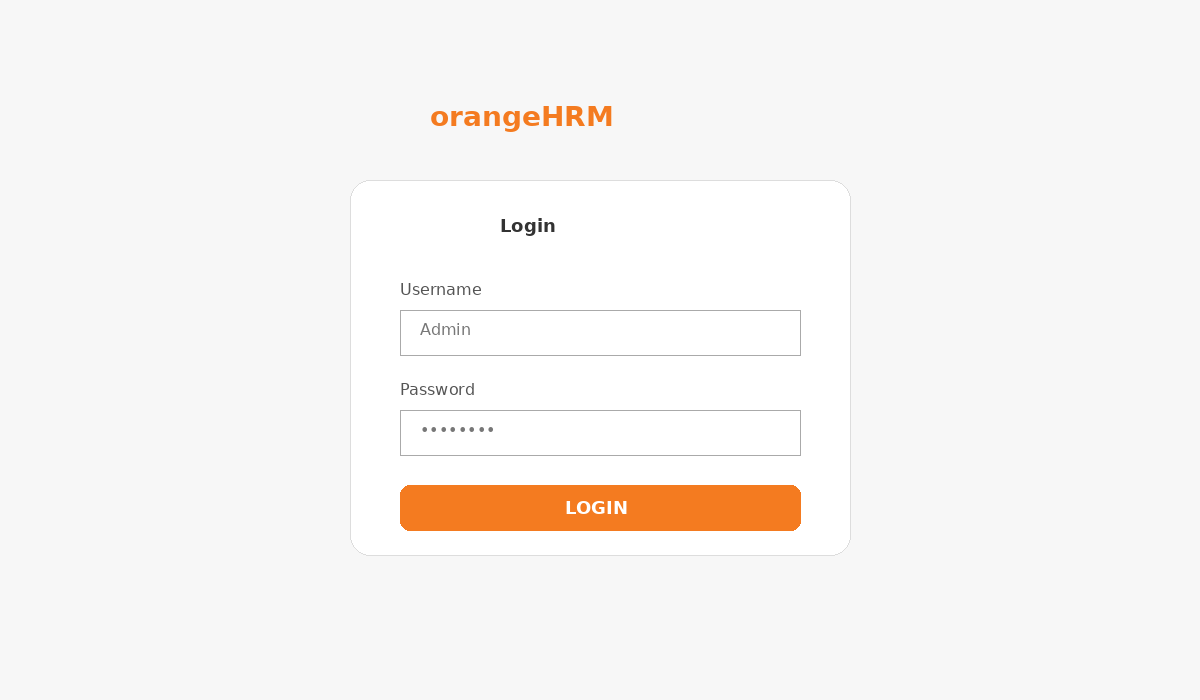 orangeHRM
Login
Username
Admin
Password
••••••••
LOGIN